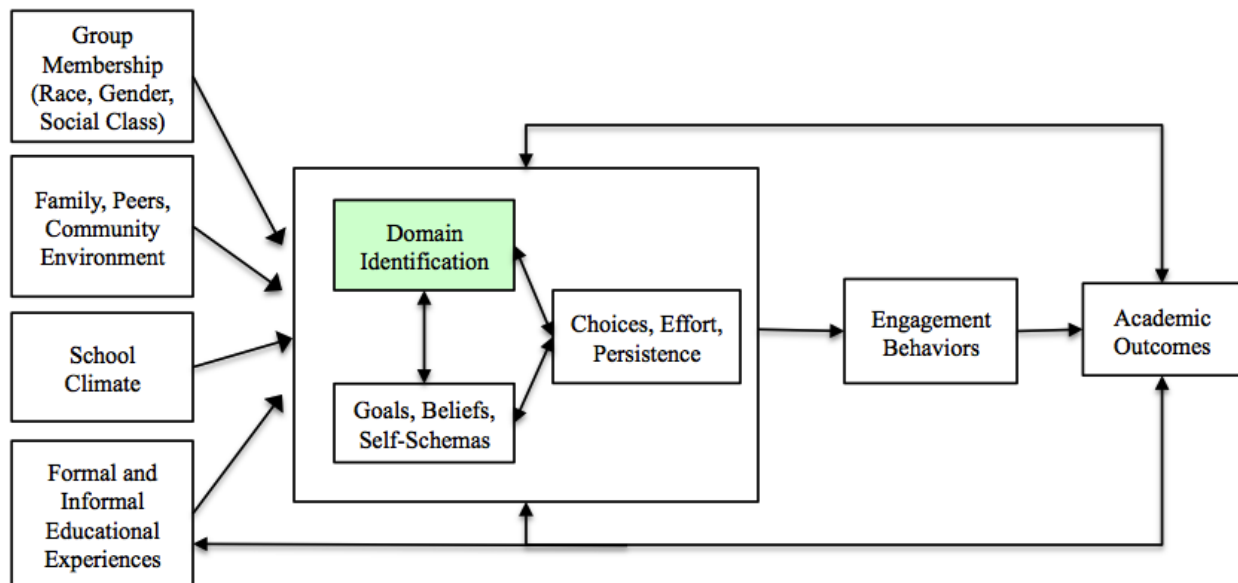 Group
Membership
(Race, Gender,
Social Class)
Family, Peers,
Community
Environment
School
Climate
Formal and
Informal
Educational
Experiences
Domain
Identification
Goals, Beliefs,
Self-Schemas
Choices, Effort,
Persistence
Engagement
Behaviors
Academic
Outcomes